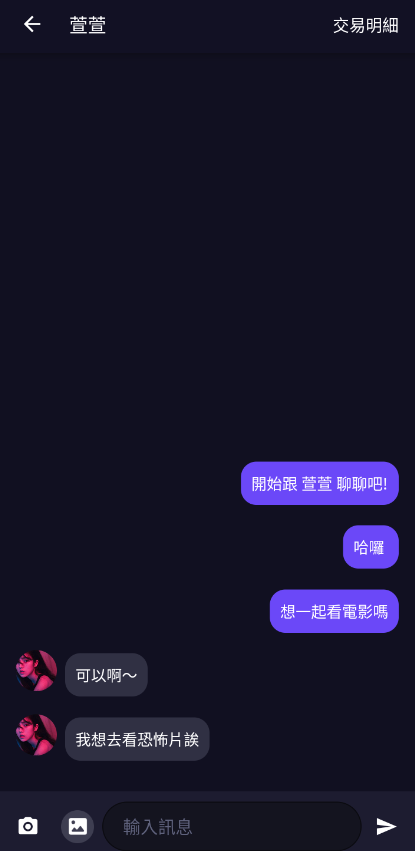 萱萱
交易明細
開始跟 萱萱 聊聊吧!
哈囉
想一起看電影嗎
可以啊～
我想去看恐怖片誒
輸入訊息